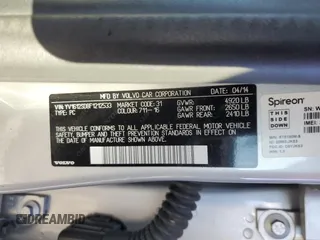 MFD BY VOLVO CAR CORPORATION DATE: 04/14
TYPE: PC MARKET CODE: 31 GVWR: 4920 LB
COLOUR: 711-16 GAWR FRONT: 2650 LB
GAWR REAR: 2410 LB
THIS VEHICLE CONFORMS TO ALL APPLICABLE
FEDERAL MOTOR VEHICLE SAFETY, BUMPER
AND THEFT PREVENTION STANDARDS IN
EFFECT ON THE DATE OF MANUFACTURE
SHOWN ABOVE.
VOLVO
Spireon
THIS
SIDE
DOWN
SN: W
IMEI:
DREAMBID.COM